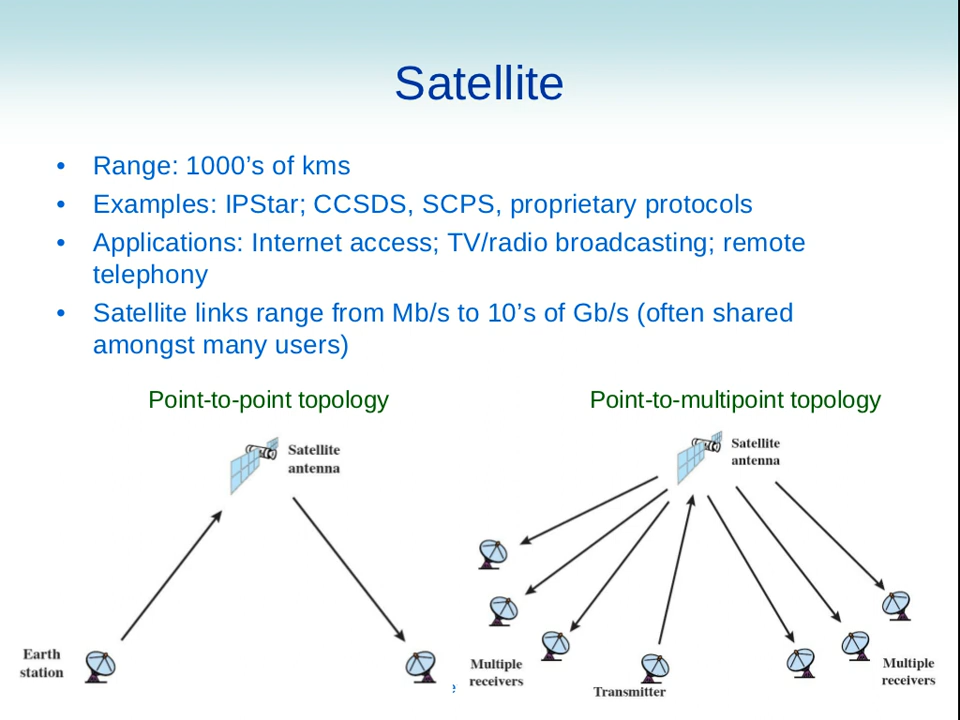 Satellite
• Range: 1000’s of kms
• Examples: IPStar; CCSDS, SCPS, proprietary protocols
• Applications: Internet access; TV/radio broadcasting; remote
telephony
• Satellite links range from Mb/s to 10’s of Gb/s (often shared
amongst many users)
Point-to-point topology
Satellite
antenna
Earth
station
Point-to-multipoint topology
Satellite
antenna
Multiple
receivers
Transmitter
Multiple
receivers